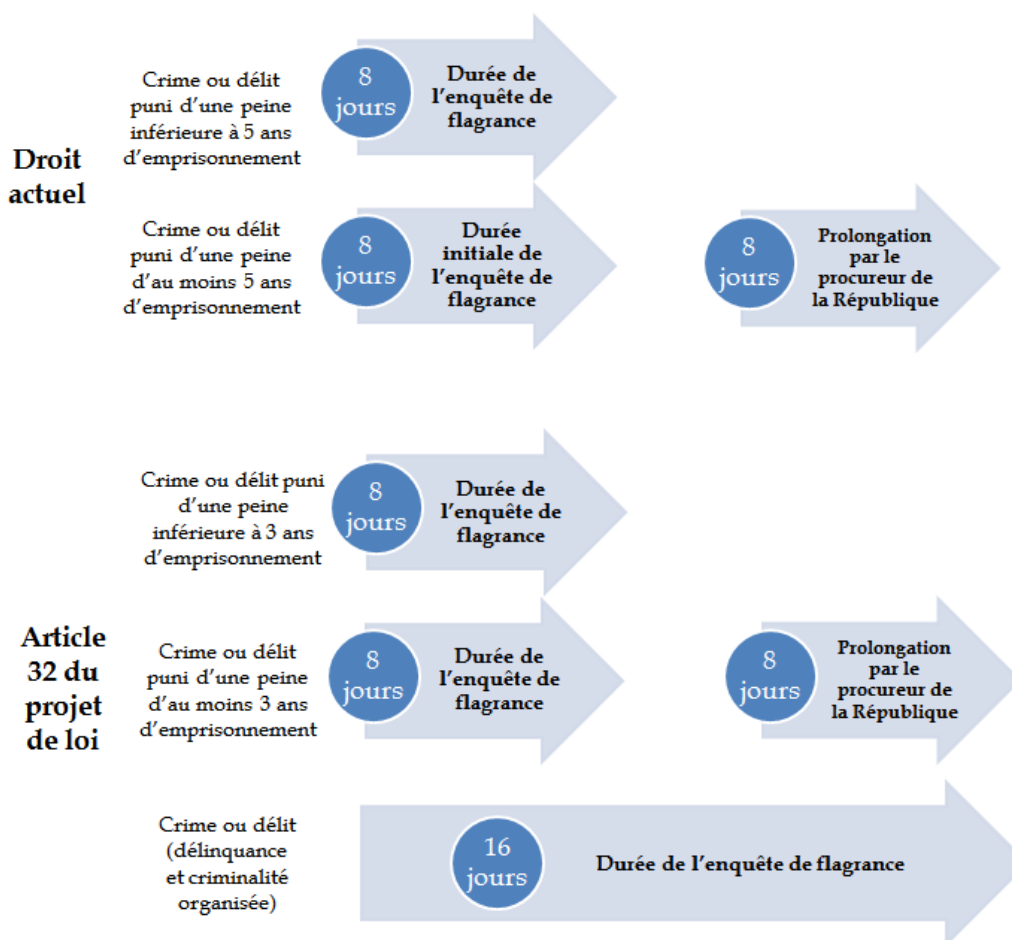 Droit
actuel
Crime ou délit
puni d'une peine
inférieure à 5 ans
d'emprisonnement
8
jours
Durée de
l'enquête de
flagrance
Crime ou délit
puni d'une peine
d'au moins 5 ans
d'emprisonnement
8
jours
Durée
initiale de
l'enquête de
flagrance
8
jours
Prolongation
par le
procureur de
la République
Article
32 du
projet
de loi
Crime ou délit puni
d'une peine
inférieure à 3 ans
d'emprisonnement
8
jours
Durée de
l'enquête de
flagrance
Crime ou délit
puni d'une peine
d'au moins 3 ans
d'emprisonnement
8
jours
Durée de
l'enquête de
flagrance
8
jours
Prolongation
par le
procureur de
la République
Crime ou délit
(délinquance
et criminalité
organisée)
16
jours
Durée de l'enquête de flagrance